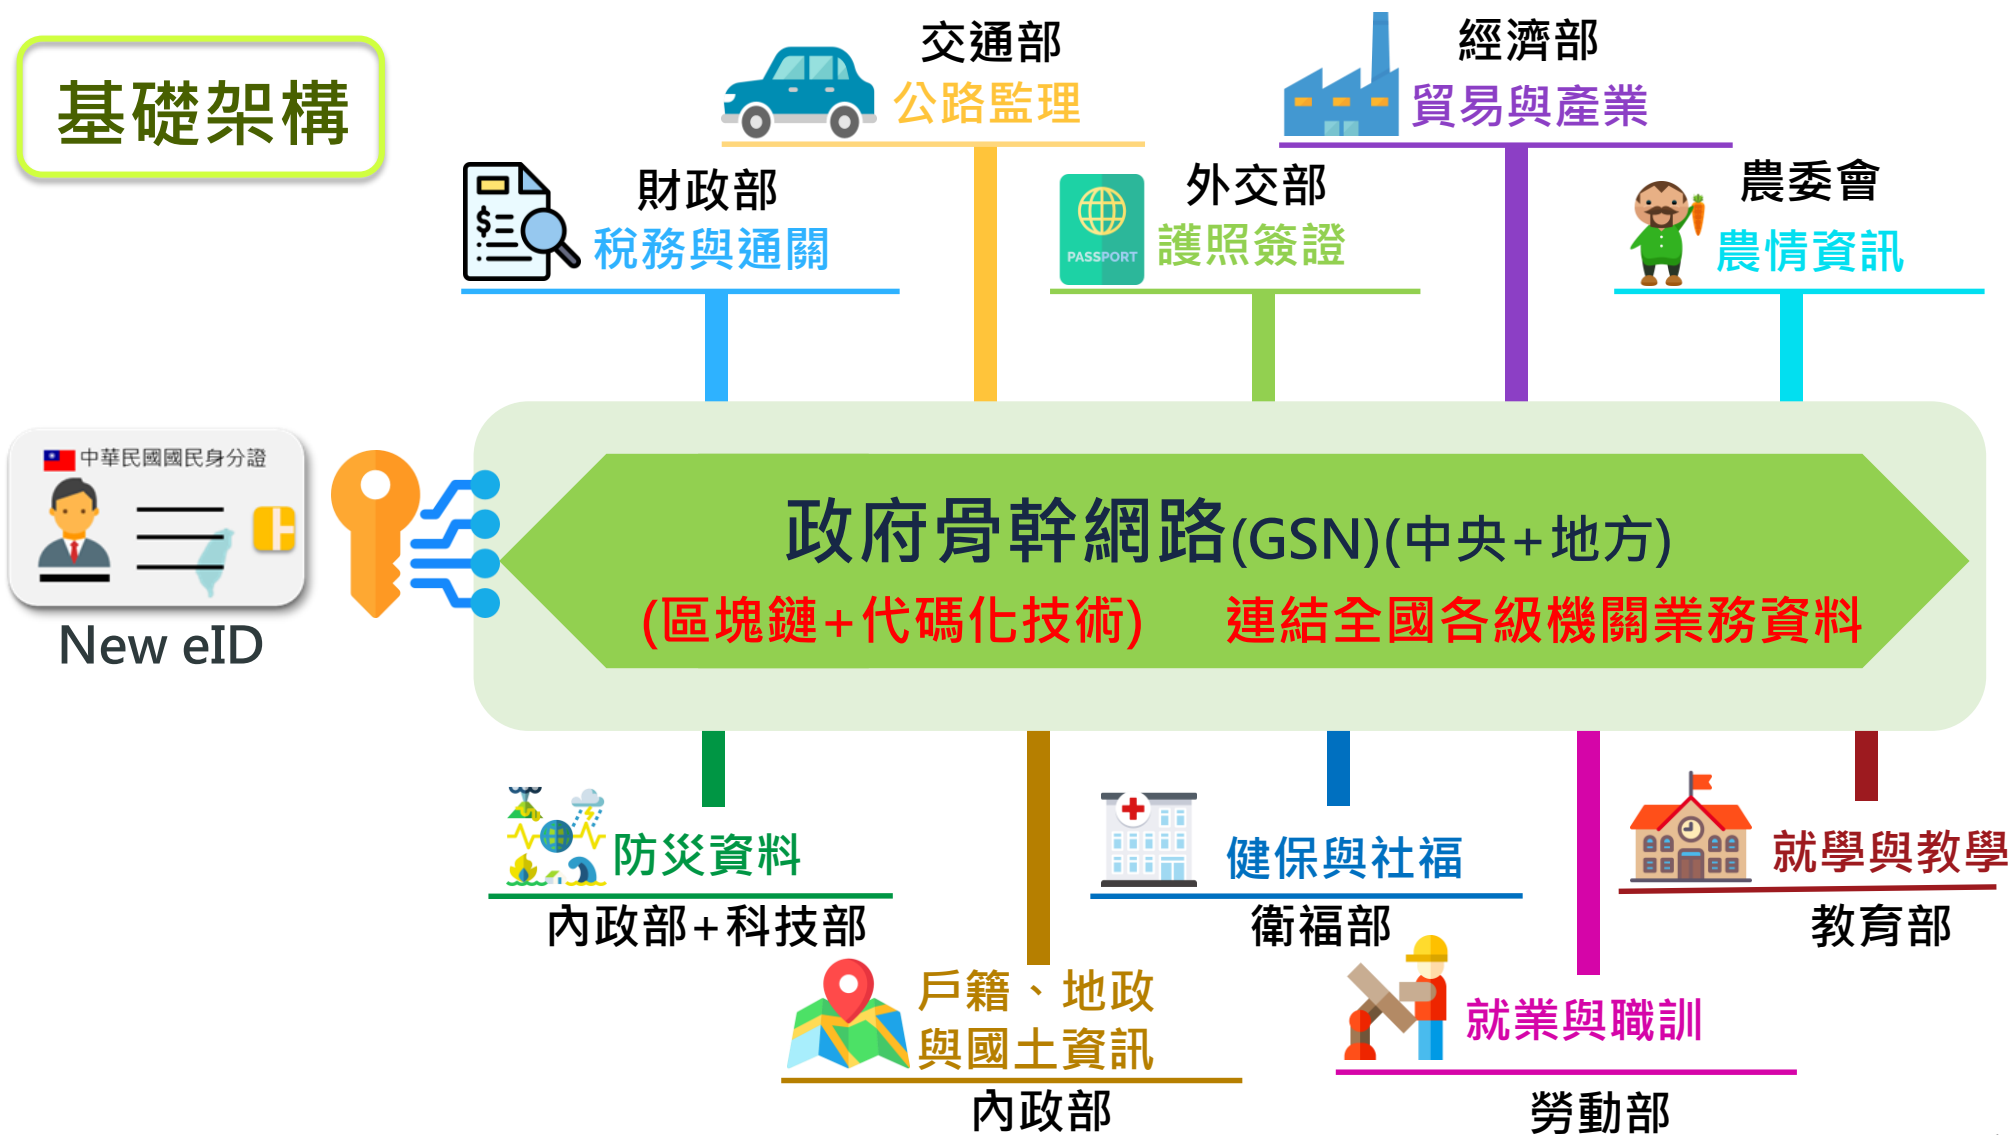 基礎架構
交通部
公路監理
經濟部
貿易與產業
財政部
稅務與通關
外交部
護照簽證
PASSPORT
農委會
農情資訊
中華民國國民身分證
New eID
政府骨幹網路(GSN)(中央+地方)
(區塊鏈+代碼化技術) 連結全國各級機關業務資料
防災資料
內政部+科技部
健保與社福
衛福部
就學與教學
教育部
戶籍、地政
與國土資訊
內政部
就業與職訓
勞動部